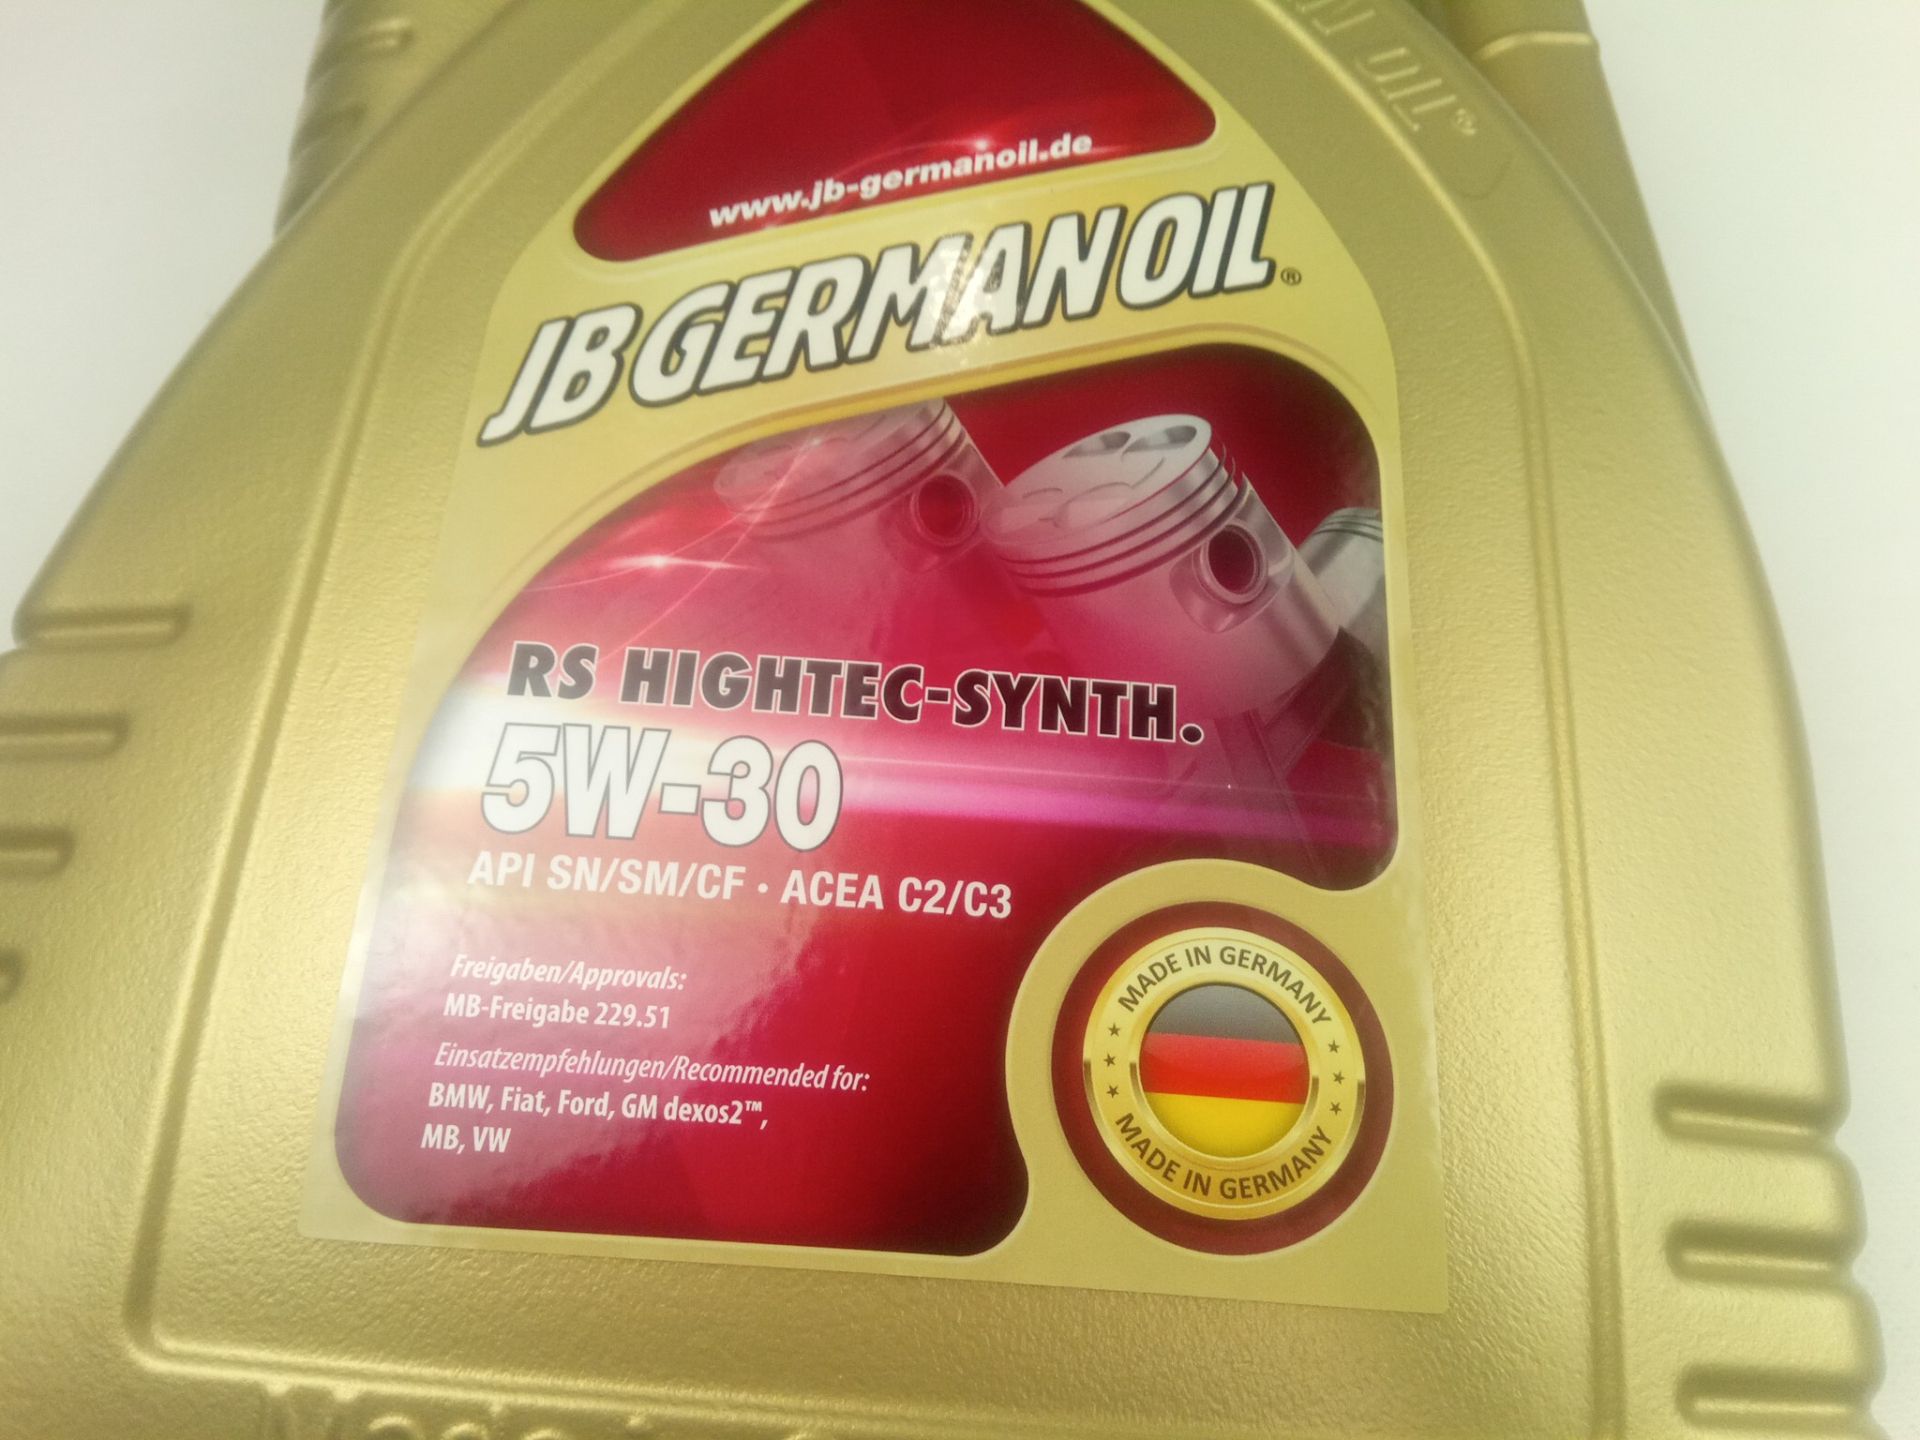 www.jb-germanoil.de
JB GERMAN OIL®
OIL®
RS HIGHTEC-SYNTH.
5W-30
API SN/SM/CF · ACEA C2/C3
Freigaben/Approvals:
MB-Freigabe 229.51
Einsatzempfehlungen/Recommended for:
BMW, Fiat, Ford, GM dexos2™,
MB, VW
MADE IN GERMANY
MADE IN GERMANY